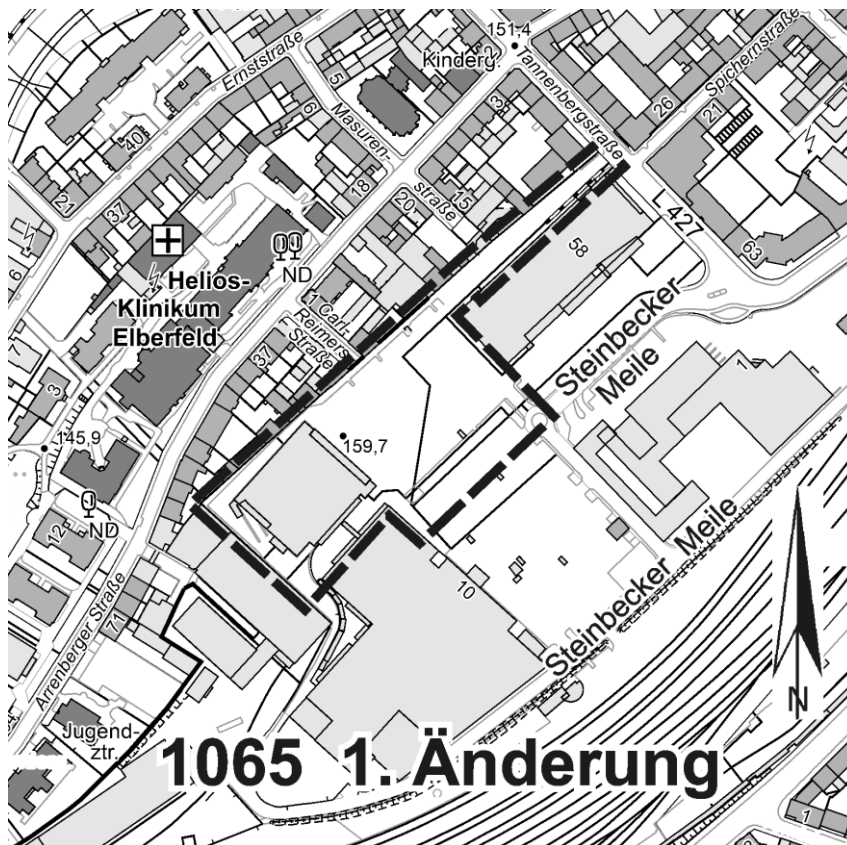 151,4
Kinderg.
Tannenbergstraße
Spichernstraße
Ernststraße
5
6
Masuren-
straße
3
26
21
40
18
15
20
21
37
L 427
63
58
ND
Helios-
Klinikum
Elberfeld
6
7
3
1 Carl-
Reimers-
Straße
37
Steinbecker
Meile
1
145,9
159,7
ND
12
Arrenberger Straße
71
10
Steinbecker Meile
Jugend-
ztr.
N
1065 1. Änderung
1